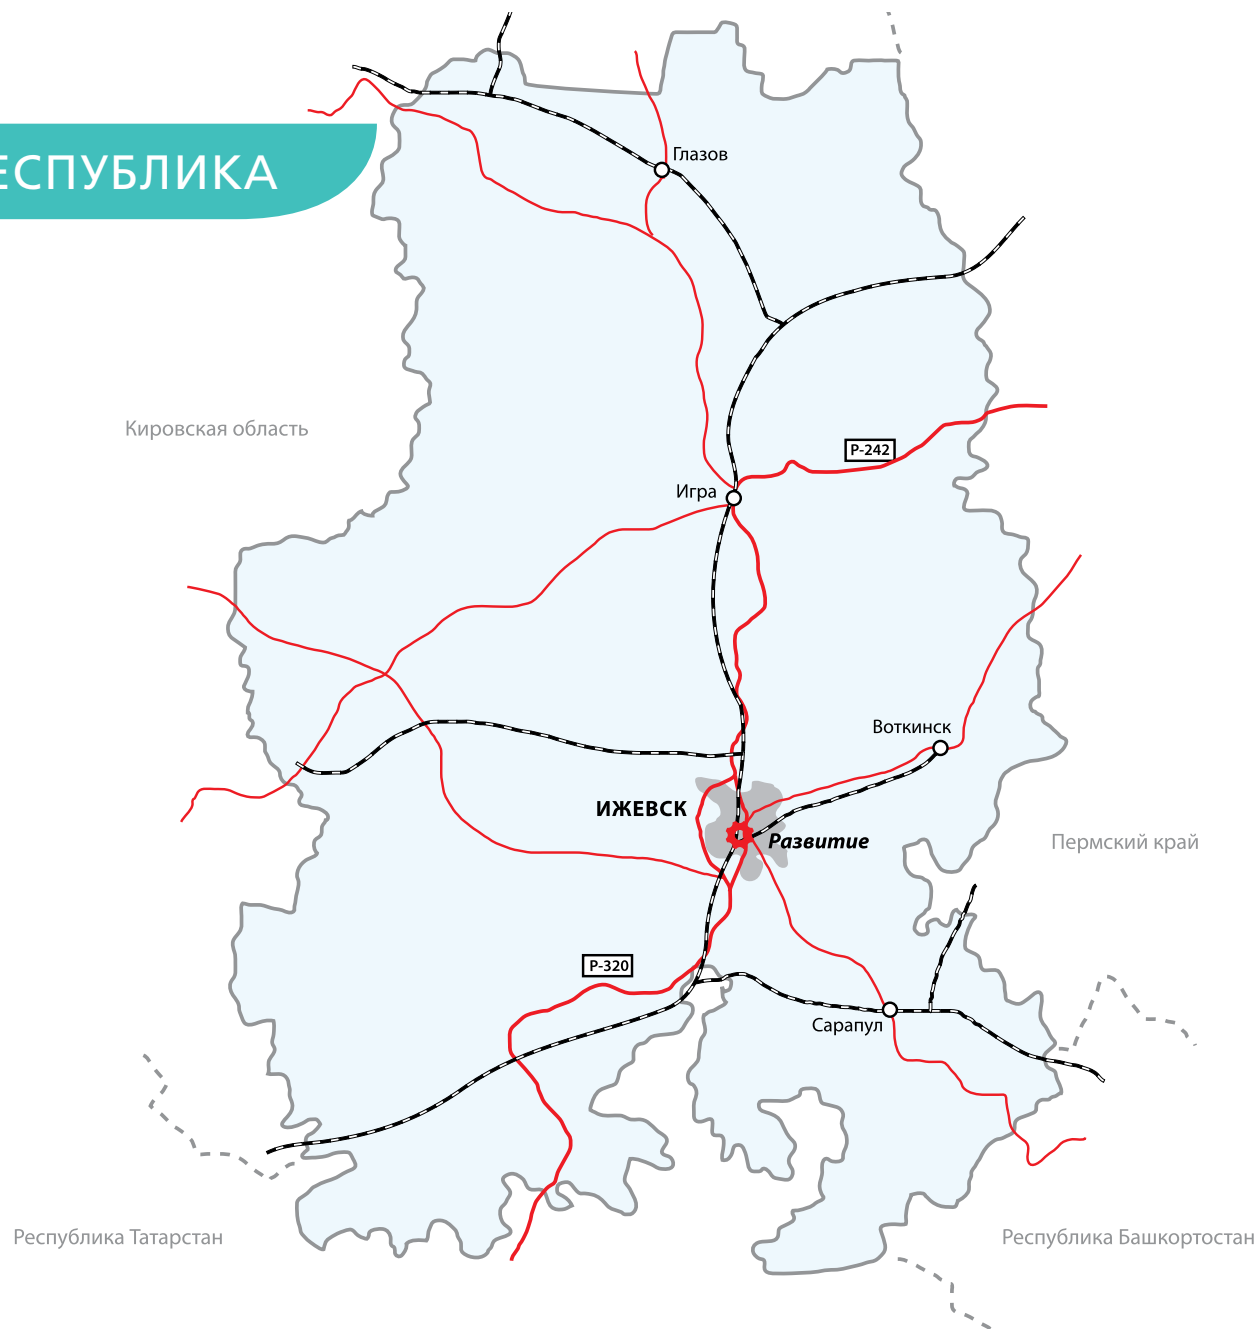 ЕСПУБЛИКА
Глазов
Кировская область
Р-242
Игра
Воткинск
ИЖЕВСК
Развитие
Пермский край
Р-320
Сарапул
Республика Татарстан
Республика Башкортостан